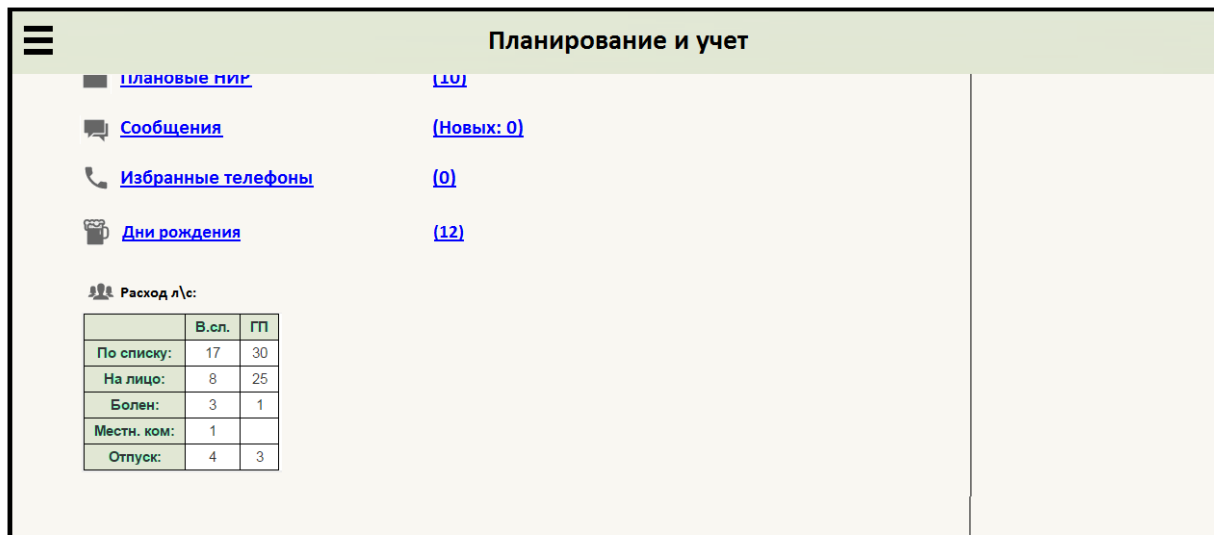 Планирование и учет
Плановые НИР (10)
Сообщения (Новых: 0)
Избранные телефоны (0)
Дни рождения (12)
Расход л\с:
В.сл. ГП
По списку: 17 30
На лицо: 8 25
Болен: 3 1
Местн. ком: 1
Отпуск: 4 3